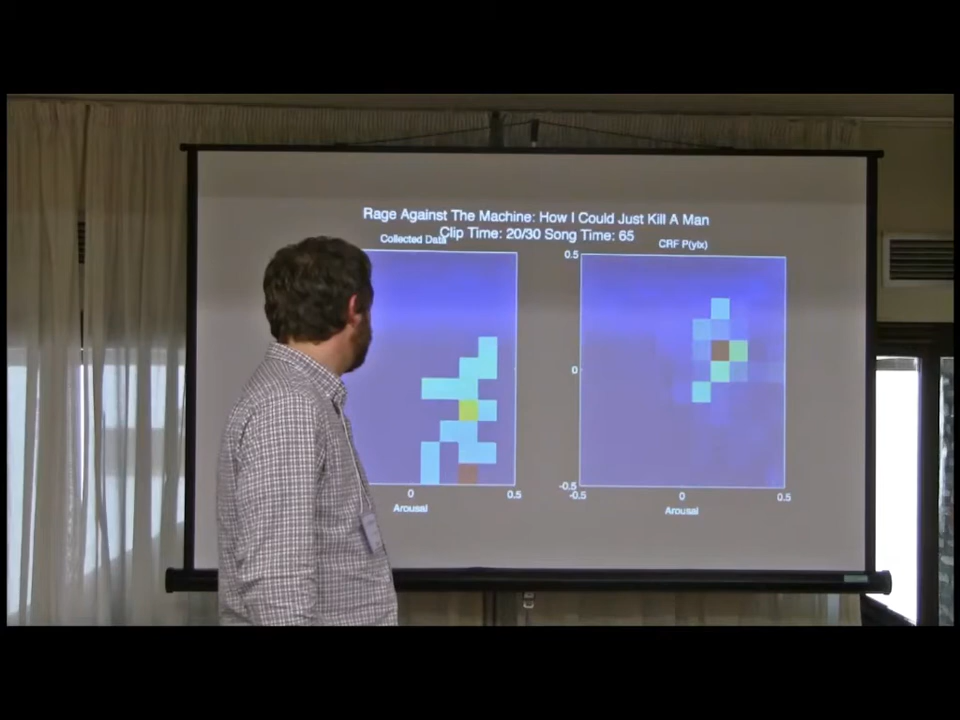 Rage Against The Machine: How I Could Just Kill A Man
Clip Time: 20/30 Song Time: 65
Collected Data
CRF P(y|x)
0.5
0
-0.5
0
0.5
-0.5
0
0.5
Arousal
Arousal